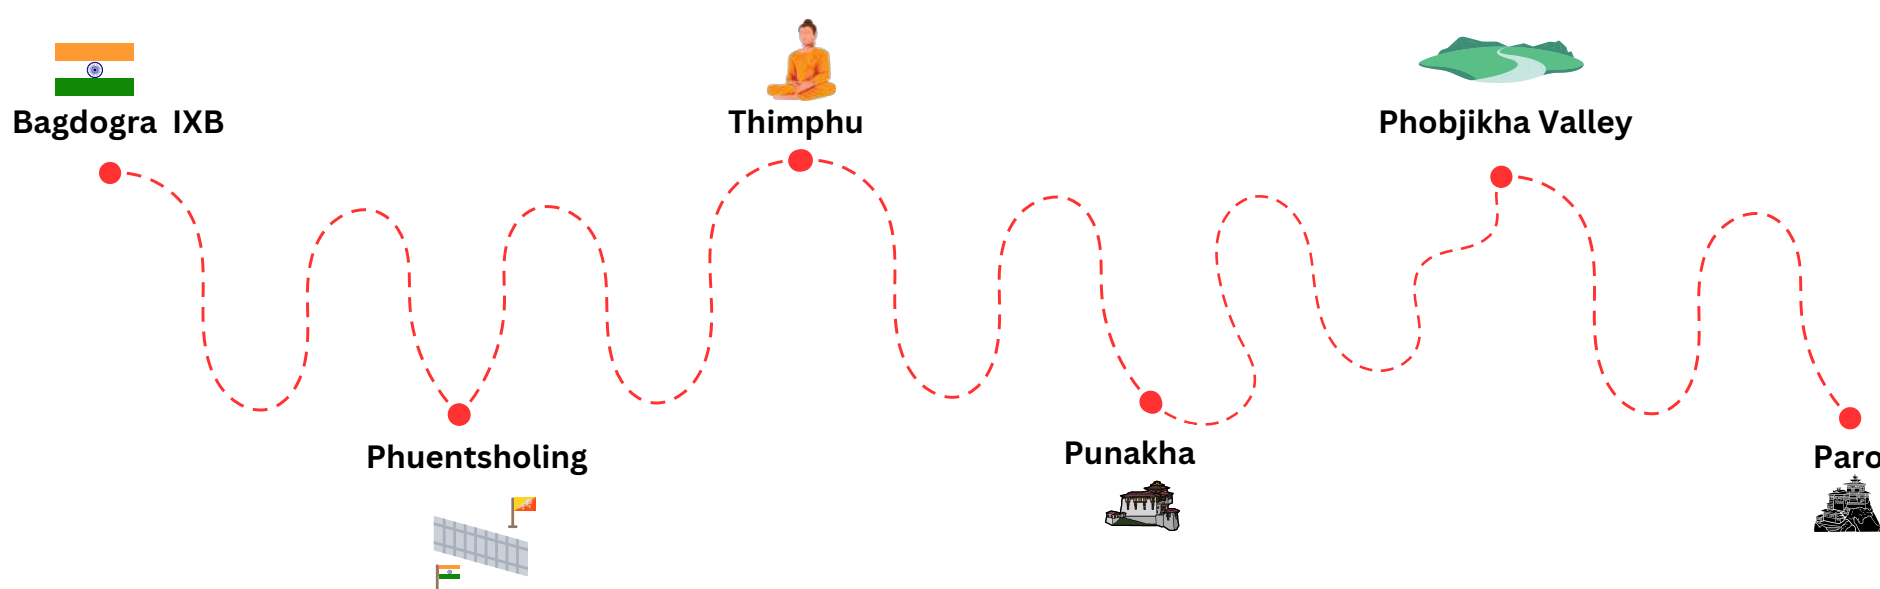 Bagdogra IXB
Thimphu
Phobjikha Valley
Phuentsholing
Punakha
Paro